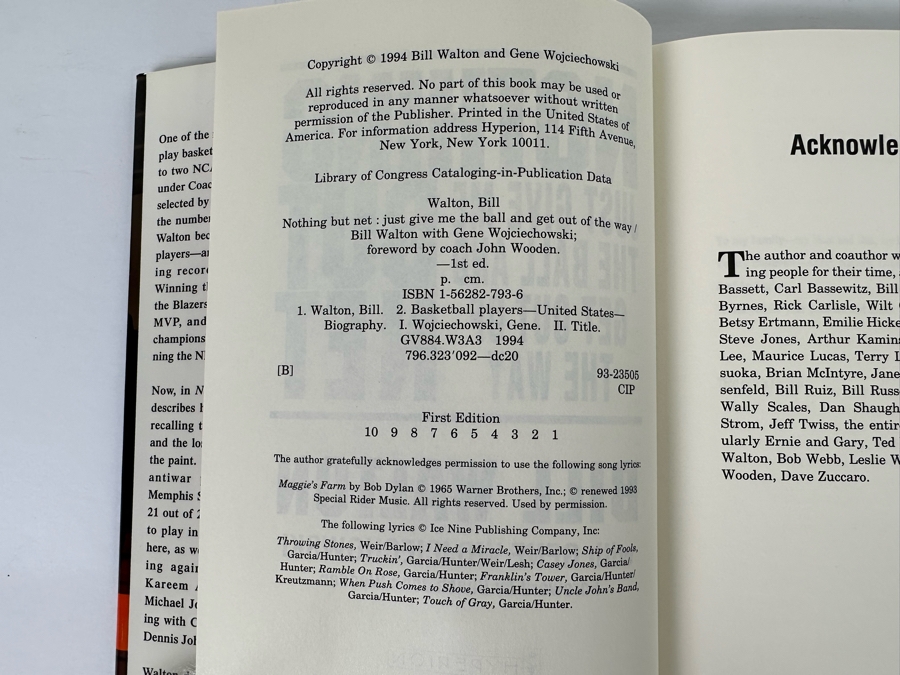 One of the
play basket
to two NCA
under Coac
selected by
the number
Walton bec
players—a
ing recor
Winning t
the Blazers
MVP, and
champions
ning the N
Now, in N
describes
recalling t
and the lo
the paint.
antiwar
Memphis S
21 out of 2
to play in
here, as w
ing agai
Kareem A
Michael Jo
ing with C
Dennis Joh
Walton
Copyright © 1994 Bill Walton and Gene Wojciechowski
All rights reserved. No part of this book may be used or
reproduced in any manner whatsoever without written
permission of the Publisher. Printed in the United States of
America. For information address Hyperion, 114 Fifth Avenue,
New York, New York 10011.
Library of Congress Cataloging-in-Publication Data
Walton, Bill
Nothing but net : just give me the ball and get out of the way /
Bill Walton with Gene Wojciechowski;
foreword by coach John Wooden.
—1st ed.
p. cm.
ISBN 1-56282-793-6
1. Walton, Bill. 2. Basketball players—United States—
Biography. I. Wojciechowski, Gene. II. Title.
GV884.W3A3 1994
796.323′092—dc20
[B] 93-23505
CIP
First Edition
10 9 8 7 6 5 4 3 2 1
The author gratefully acknowledges permission to use the following song lyrics:
Maggie's Farm by Bob Dylan © 1965 Warner Brothers, Inc.; © renewed 1993
Special Rider Music. All rights reserved. Used by permission.
The following lyrics © Ice Nine Publishing Company, Inc:
Throwing Stones, Weir/Barlow; I Need a Miracle, Weir/Barlow; Ship of Fools,
Garcia/Hunter; Truckin', Garcia/Hunter/Weir/Lesh; Casey Jones, Garcia/
Hunter; Ramble On Rose, Garcia/Hunter; Franklin's Tower, Garcia/Hunter/
Kreutzmann; When Push Comes to Shove, Garcia/Hunter; Uncle John's Band,
Garcia/Hunter; Touch of Gray, Garcia/Hunter.
Acknowle
The author and coauthor w
ing people for their time,
Bassett, Carl Bassewitz, Bill
Byrnes, Rick Carlisle, Wilt
Betsy Ertmann, Emilie Hicke
Steve Jones, Arthur Kamin
Lee, Maurice Lucas, Terry L
suoka, Brian McIntyre, Jane
senfeld, Bill Ruiz, Bill Russ
Wally Scales, Dan Shaugh
Strom, Jeff Twiss, the entir
ularly Ernie and Gary, Ted
Walton, Bob Webb, Leslie W
Wooden, Dave Zuccaro.